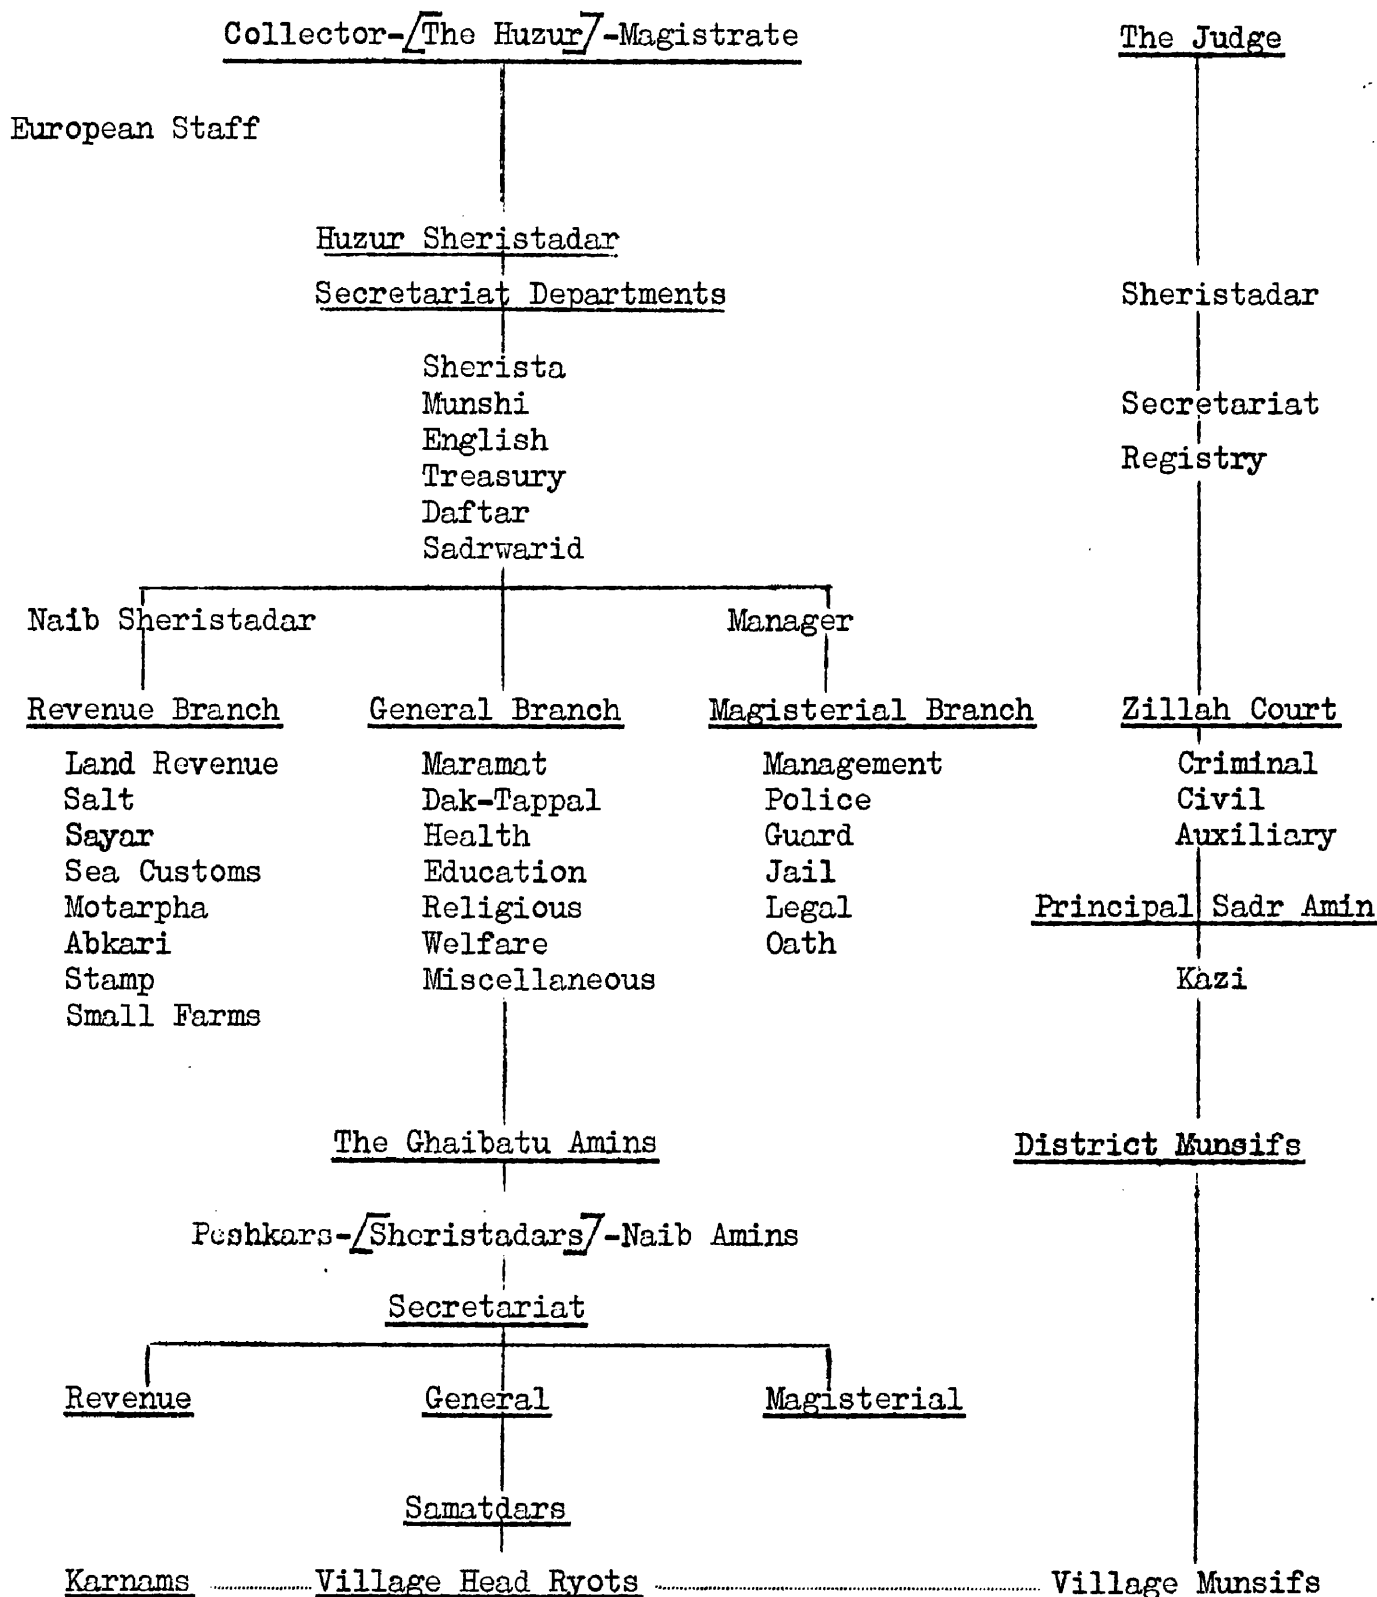 Collector-[The Huzur]-Magistrate The Judge
European Staff
Huzur Sheristadar
Secretariat Departments Sheristadar
Sherista
Munshi Secretariat
English
Treasury Registry
Daftar
Sadrwarid
Naib Sheristadar Manager
Revenue Branch General Branch Magisterial Branch Zillah Court
Land Revenue Maramat Management Criminal
Salt Dak-Tappal Police Civil
Sayar Health Guard Auxiliary
Sea Customs Education Jail
Motarpha Religious Legal Principal Sadr Amin
Abkari Welfare Oath
Stamp Miscellaneous Kazi
Small Farms
The Ghaibatu Amins District Munsifs
Peshkars-[Sheristadars]-Naib Amins
Secretariat
Revenue General Magisterial
Samatdars
Karnams Village Head Ryots Village Munsifs